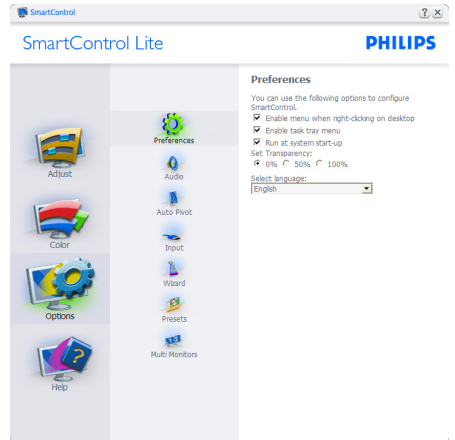 SmartControl
SmartControl Lite
PHILIPS
Adjust
Color
Options
Help
Preferences
Audio
Auto Pivot
Input
Wizard
Presets
Multi Monitors
Preferences
You can use the following options to configure
SmartControl.
Enable menu when right-clicking on desktop
Enable task tray menu
Run at system start-up
Set Transparency:
0% 50% 100%
Select language:
English